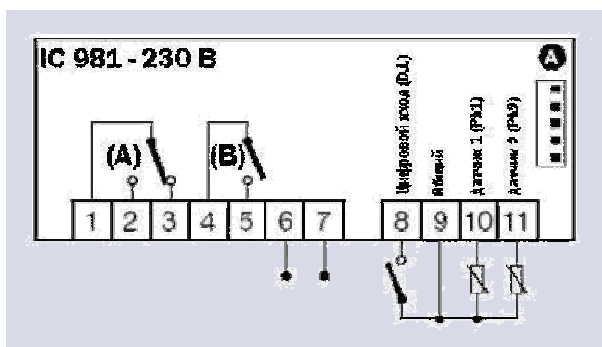 IC 981 - 230 В
A
(A)
(B)
Цифровой вход (D.I.)
Общий
Датчик 1 (Pb1)
Датчик
1 2 3 4 5 6 7 8 9 10 11